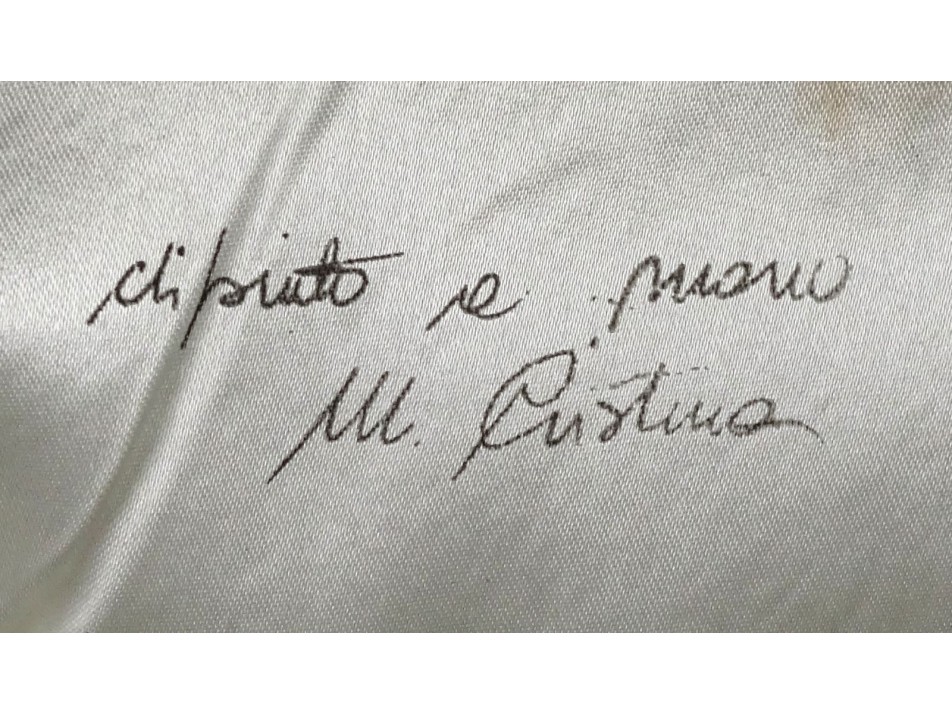 dipinto a mano
M. Cristina